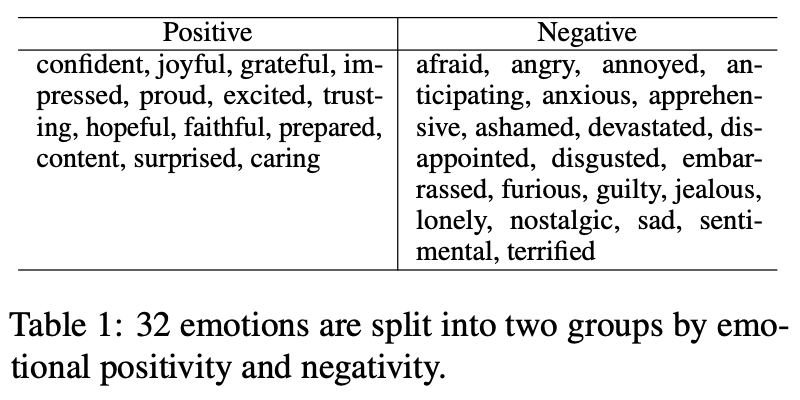 Positive
Negative
confident, joyful, grateful, im-
pressed, proud, excited, trust-
ing, hopeful, faithful, prepared,
content, surprised, caring
afraid, angry, annoyed, an-
ticipating, anxious, apprehen-
sive, ashamed, devastated, dis-
appointed, disgusted, embar-
rassed, furious, guilty, jealous,
lonely, nostalgic, sad, senti-
mental, terrified
Table 1: 32 emotions are split into two groups by emo-
tional positivity and negativity.